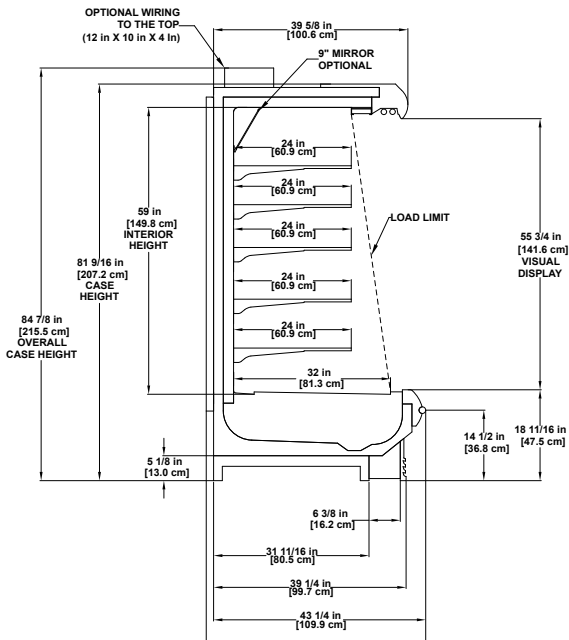 OPTIONAL WIRING
TO THE TOP
(12 in X 10 in X 4 In)
39 5/8 in
[100.6 cm]
9" MIRROR
OPTIONAL
24 in
[60.9 cm]
24 in
[60.9 cm]
24 in
[60.9 cm]
24 in
[60.9 cm]
24 in
[60.9 cm]
32 in
[81.3 cm]
59 in
[149.8 cm]
INTERIOR
HEIGHT
LOAD LIMIT
55 3/4 in
[141.6 cm]
VISUAL
DISPLAY
81 9/16 in
[207.2 cm]
CASE
HEIGHT
84 7/8 in
[215.5 cm]
OVERALL
CASE HEIGHT
14 1/2 in
[36.8 cm]
18 11/16 in
[47.5 cm]
5 1/8 in
[13.0 cm]
6 3/8 in
[16.2 cm]
31 11/16 in
[80.5 cm]
39 1/4 in
[99.7 cm]
43 1/4 in
[109.9 cm]